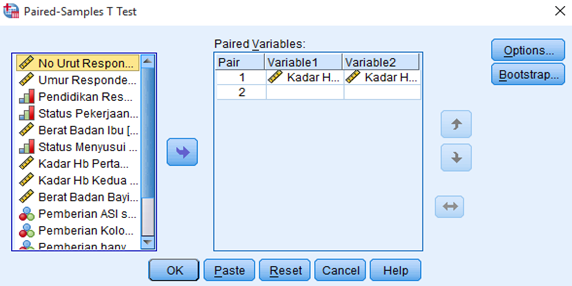 Paired-Samples T Test
No Urut Respon...
Umur Responde...
Pendidikan Res...
Status Pekerjaan...
Berat Badan Ibu [...
Status Menyusui ...
Kadar Hb Perta...
Kadar Hb Kedua ...
Berat Badan Bayi...
Pemberian ASI s...
Pemberian Kolo...
Pemberian bany...
Paired Variables:
Pair Variable1 Variable2
1 Kadar H... Kadar H...
2
Options...
Bootstrap...
OK Paste Reset Cancel Help